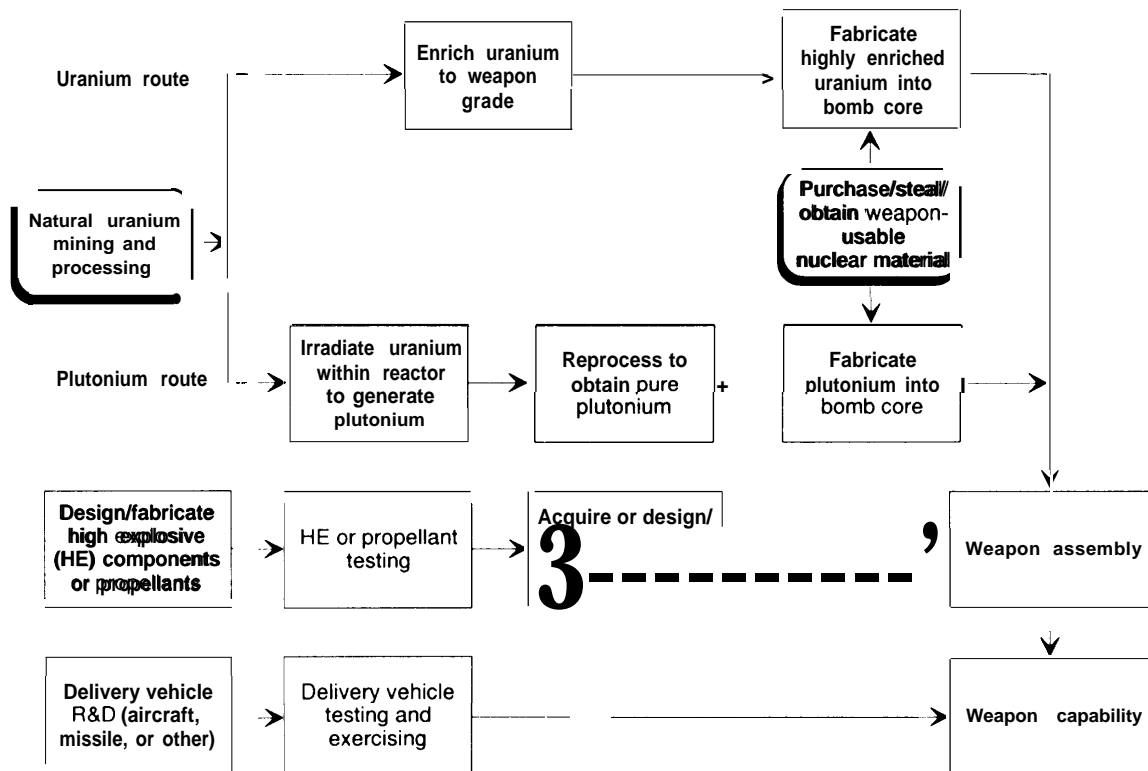 Uranium route
Enrich uranium
to weapon
grade
Fabricate
highly enriched
uranium into
bomb core
Natural uranium
mining and
processing
Purchase/steal/
obtain weapon-
usable
nuclear material
Plutonium route
Irradiate uranium
within reactor
to generate
plutonium
Reprocess to
obtain pure
plutonium
+
Fabricate
plutonium into
bomb core
Design/fabricate
high explosive
(HE) components
or propellants
HE or propellant
testing
Acquire or design/
3
’
Weapon assembly
Delivery vehicle
R&D (aircraft,
missile, or other)
Delivery vehicle
testing and
exercising
Weapon capability